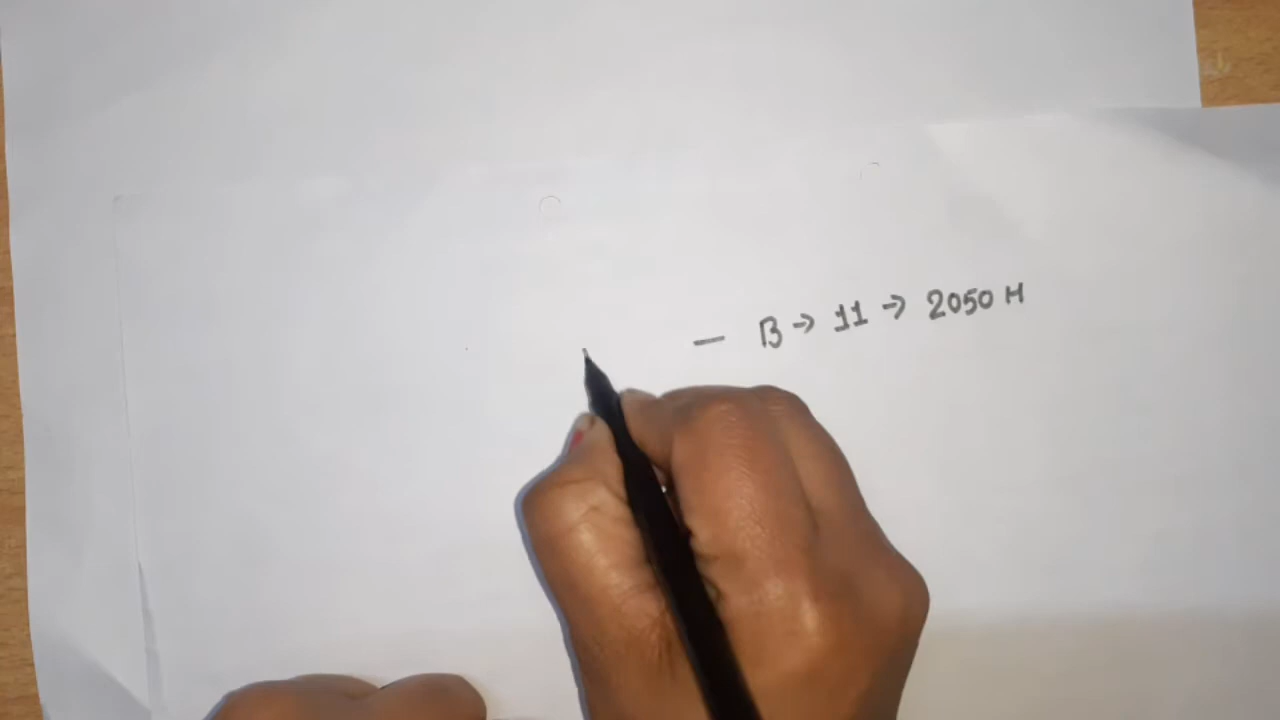 — B → 11 → 2050 H